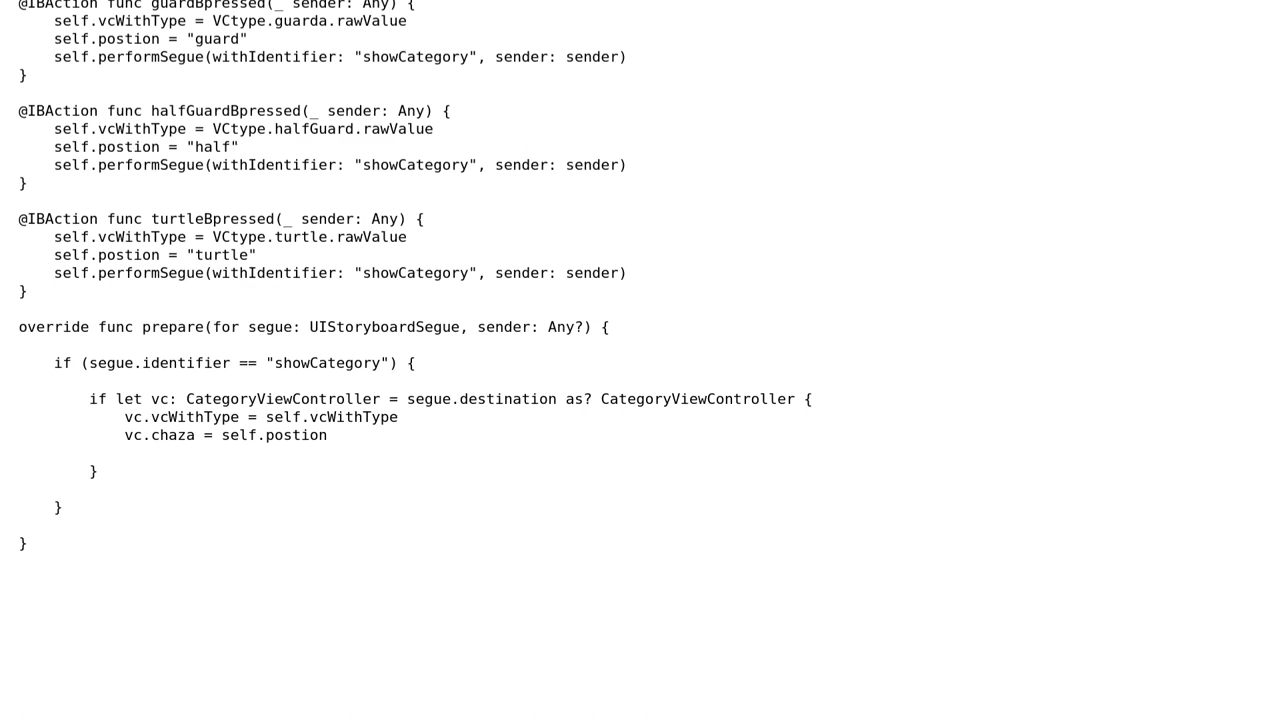 @IBAction func guardBpressed(_ sender: Any) {
    self.vcWithType = VCtype.guarda.rawValue
    self.postion = "guard"
    self.performSegue(withIdentifier: "showCategory", sender: sender)
}

@IBAction func halfGuardBpressed(_ sender: Any) {
    self.vcWithType = VCtype.halfGuard.rawValue
    self.postion = "half"
    self.performSegue(withIdentifier: "showCategory", sender: sender)
}

@IBAction func turtleBpressed(_ sender: Any) {
    self.vcWithType = VCtype.turtle.rawValue
    self.postion = "turtle"
    self.performSegue(withIdentifier: "showCategory", sender: sender)
}

override func prepare(for segue: UIStoryboardSegue, sender: Any?) {

    if (segue.identifier == "showCategory") {

        if let vc: CategoryViewController = segue.destination as? CategoryViewController {
            vc.vcWithType = self.vcWithType
            vc.chaza = self.postion

        }

    }

}